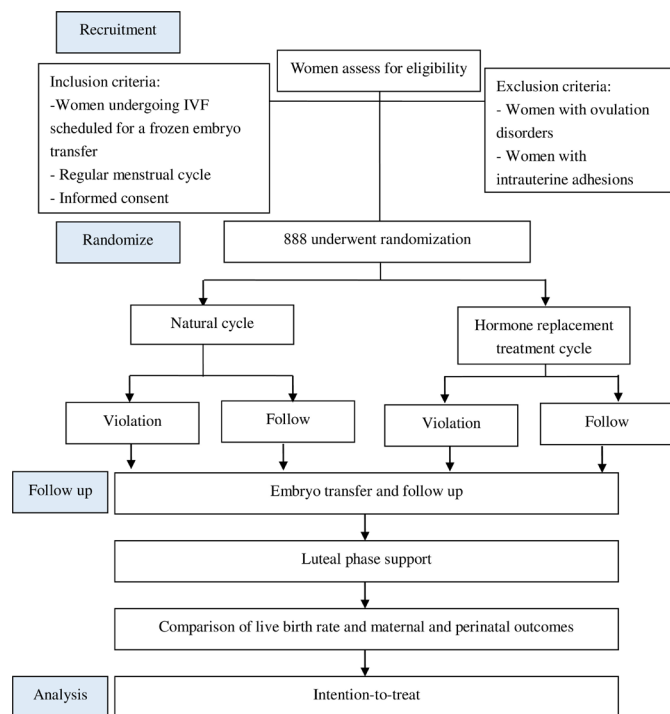 Recruitment
Women assess for eligibility
Inclusion criteria:
-Women undergoing IVF
scheduled for a frozen embryo
transfer
- Regular menstrual cycle
- Informed consent
Exclusion criteria:
- Women with ovulation
disorders
- Women with
intrauterine adhesions
Randomize
888 underwent randomization
Natural cycle
Hormone replacement
treatment cycle
Violation
Follow
Violation
Follow
Follow up
Embryo transfer and follow up
Luteal phase support
Comparison of live birth rate and maternal and perinatal outcomes
Analysis
Intention-to-treat